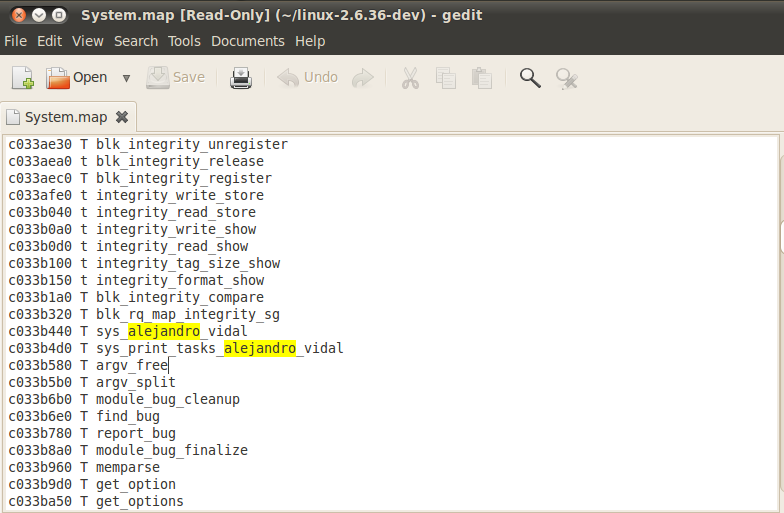 System.map [Read-Only] (~/linux-2.6.36-dev) - gedit
File Edit View Search Tools Documents Help
Open Save Undo
System.map
c033ae30 T blk_integrity_unregister
c033aea0 t blk_integrity_release
c033aec0 T blk_integrity_register
c033afe0 t integrity_write_store
c033b040 t integrity_read_store
c033b0a0 t integrity_write_show
c033b0d0 t integrity_read_show
c033b100 t integrity_tag_size_show
c033b150 t integrity_format_show
c033b1a0 T blk_integrity_compare
c033b320 T blk_rq_map_integrity_sg
c033b440 T sys_alejandro_vidal
c033b4d0 T sys_print_tasks_alejandro_vidal
c033b580 T argv_free
c033b5b0 T argv_split
c033b6b0 T module_bug_cleanup
c033b6e0 T find_bug
c033b780 T report_bug
c033b8a0 T module_bug_finalize
c033b960 T memparse
c033b9d0 T get_option
c033ba50 T get_options